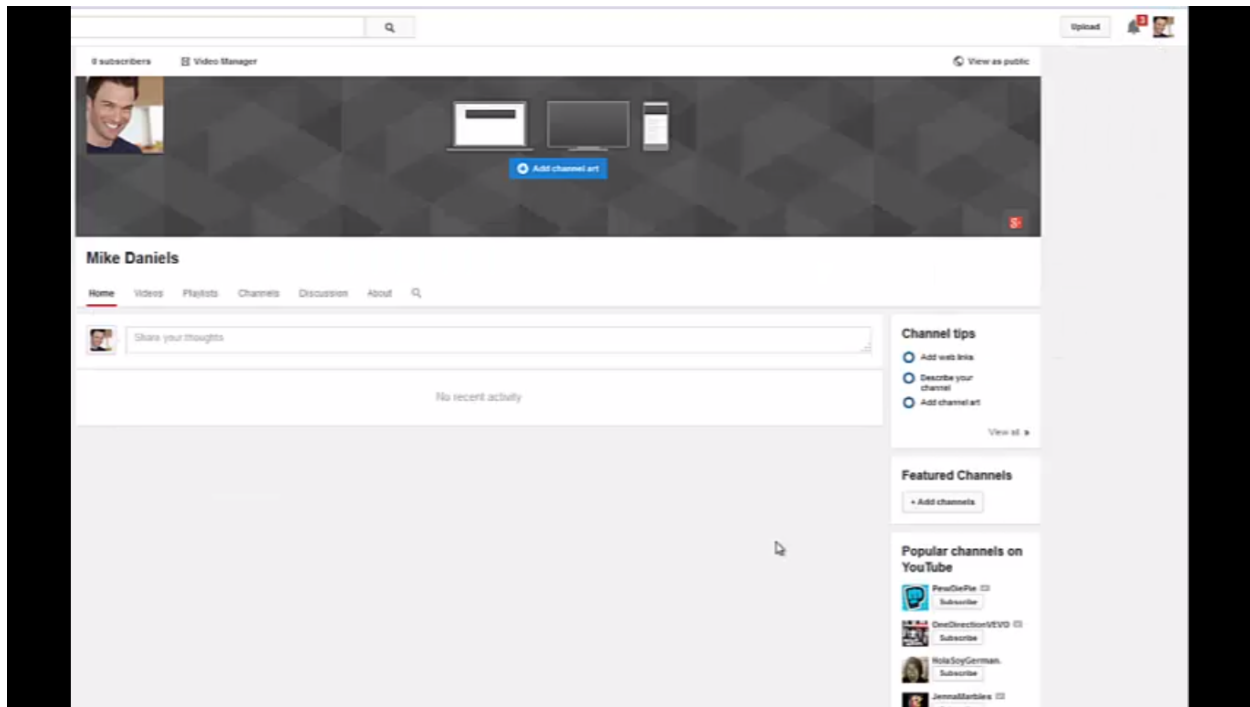 Upload
3
0 subscribers
Video Manager
View as public
Add channel art
Mike Daniels
Home
Videos
Playlists
Channels
Discussion
About
Share your thoughts
No recent activity
Channel tips
Add web links
Describe your
channel
Add channel art
View all »
Featured Channels
+ Add channels
Popular channels on
YouTube
PewDiePie
Subscribe
OneDirectionVEVO
Subscribe
HolaSoyGerman.
Subscribe
JennaMarbles